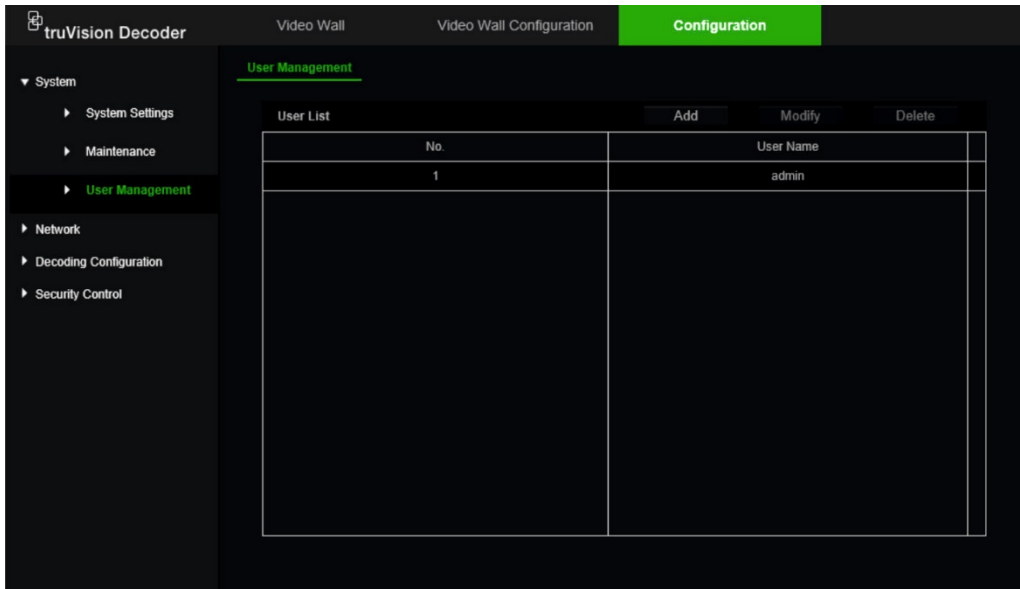 truVision Decoder
Video Wall
Video Wall Configuration
Configuration
System
System Settings
Maintenance
User Management
Network
Decoding Configuration
Security Control
User Management
User List
Add
Modify
Delete
No.
User Name
1
admin